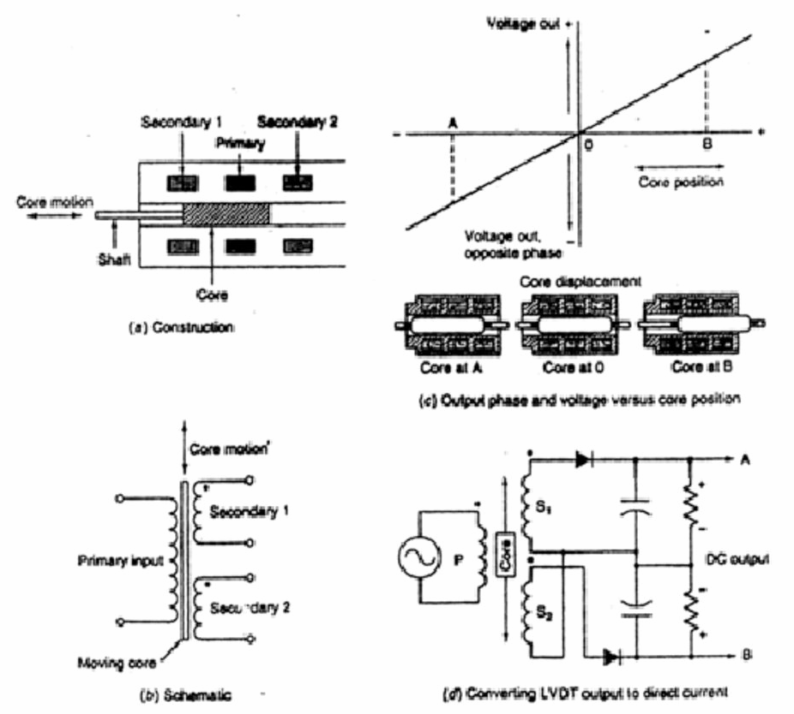 Secondary 1
Secondary 2
Primary
Core motion
Shaft
Core
(a) Construction
Voltage out +
-
A
0
B
+
Core position
Voltage out, -
opposite phase
Core displacement
Core at A
Core at 0
Core at B
(c) Output phase and voltage versus core position
Core motion
Secondary 1
Primary input
Secondary 2
Moving core
(b) Schematic
A
S1
+
-
P
Core
DC output
S2
-
+
B
(d) Converting LVDT output to direct current